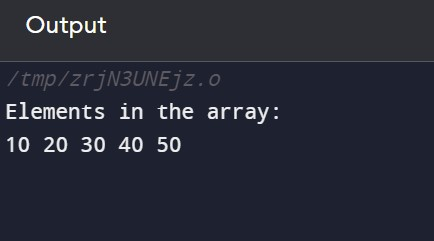 Output
/tmp/zrjN3UNEjz.o
Elements in the array:
10 20 30 40 50